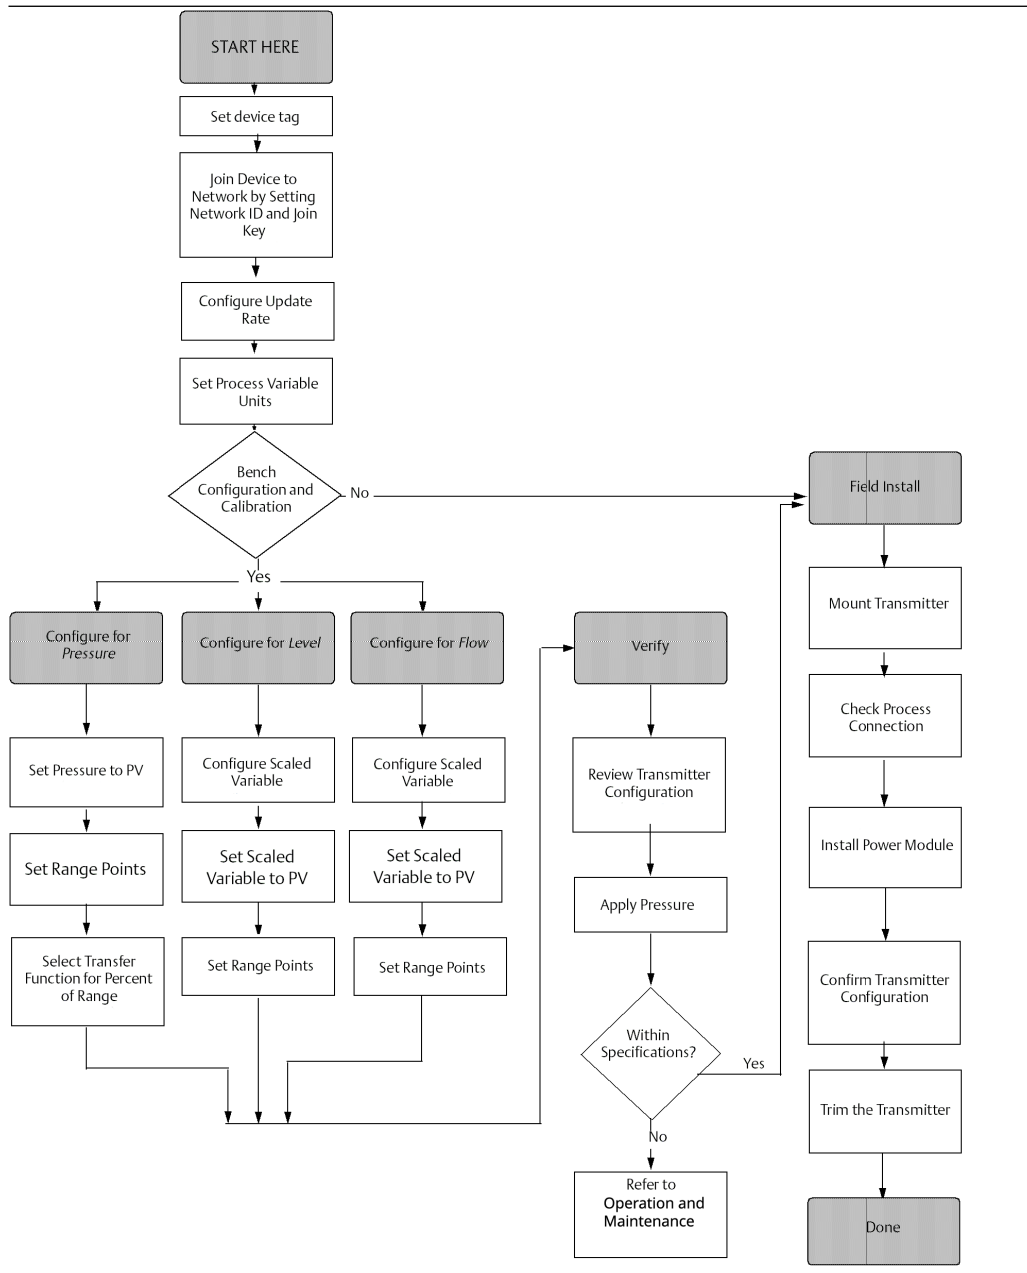 START HERE
Set device tag
Join Device to
Network by Setting
Network ID and Join
Key
Configure Update
Rate
Set Process Variable
Units
Bench
Configuration and
Calibration
No
Yes
Configure for
Pressure
Set Pressure to PV
Set Range Points
Select Transfer
Function for Percent
of Range
Configure for Level
Configure Scaled
Variable
Set Scaled
Variable to PV
Set Range Points
Configure for Flow
Configure Scaled
Variable
Set Scaled
Variable to PV
Set Range Points
Verify
Review Transmitter
Configuration
Apply Pressure
Within
Specifications?
Yes
No
Refer to
Operation and
Maintenance
Field Install
Mount Transmitter
Check Process
Connection
Install Power Module
Confirm Transmitter
Configuration
Trim the Transmitter
Done